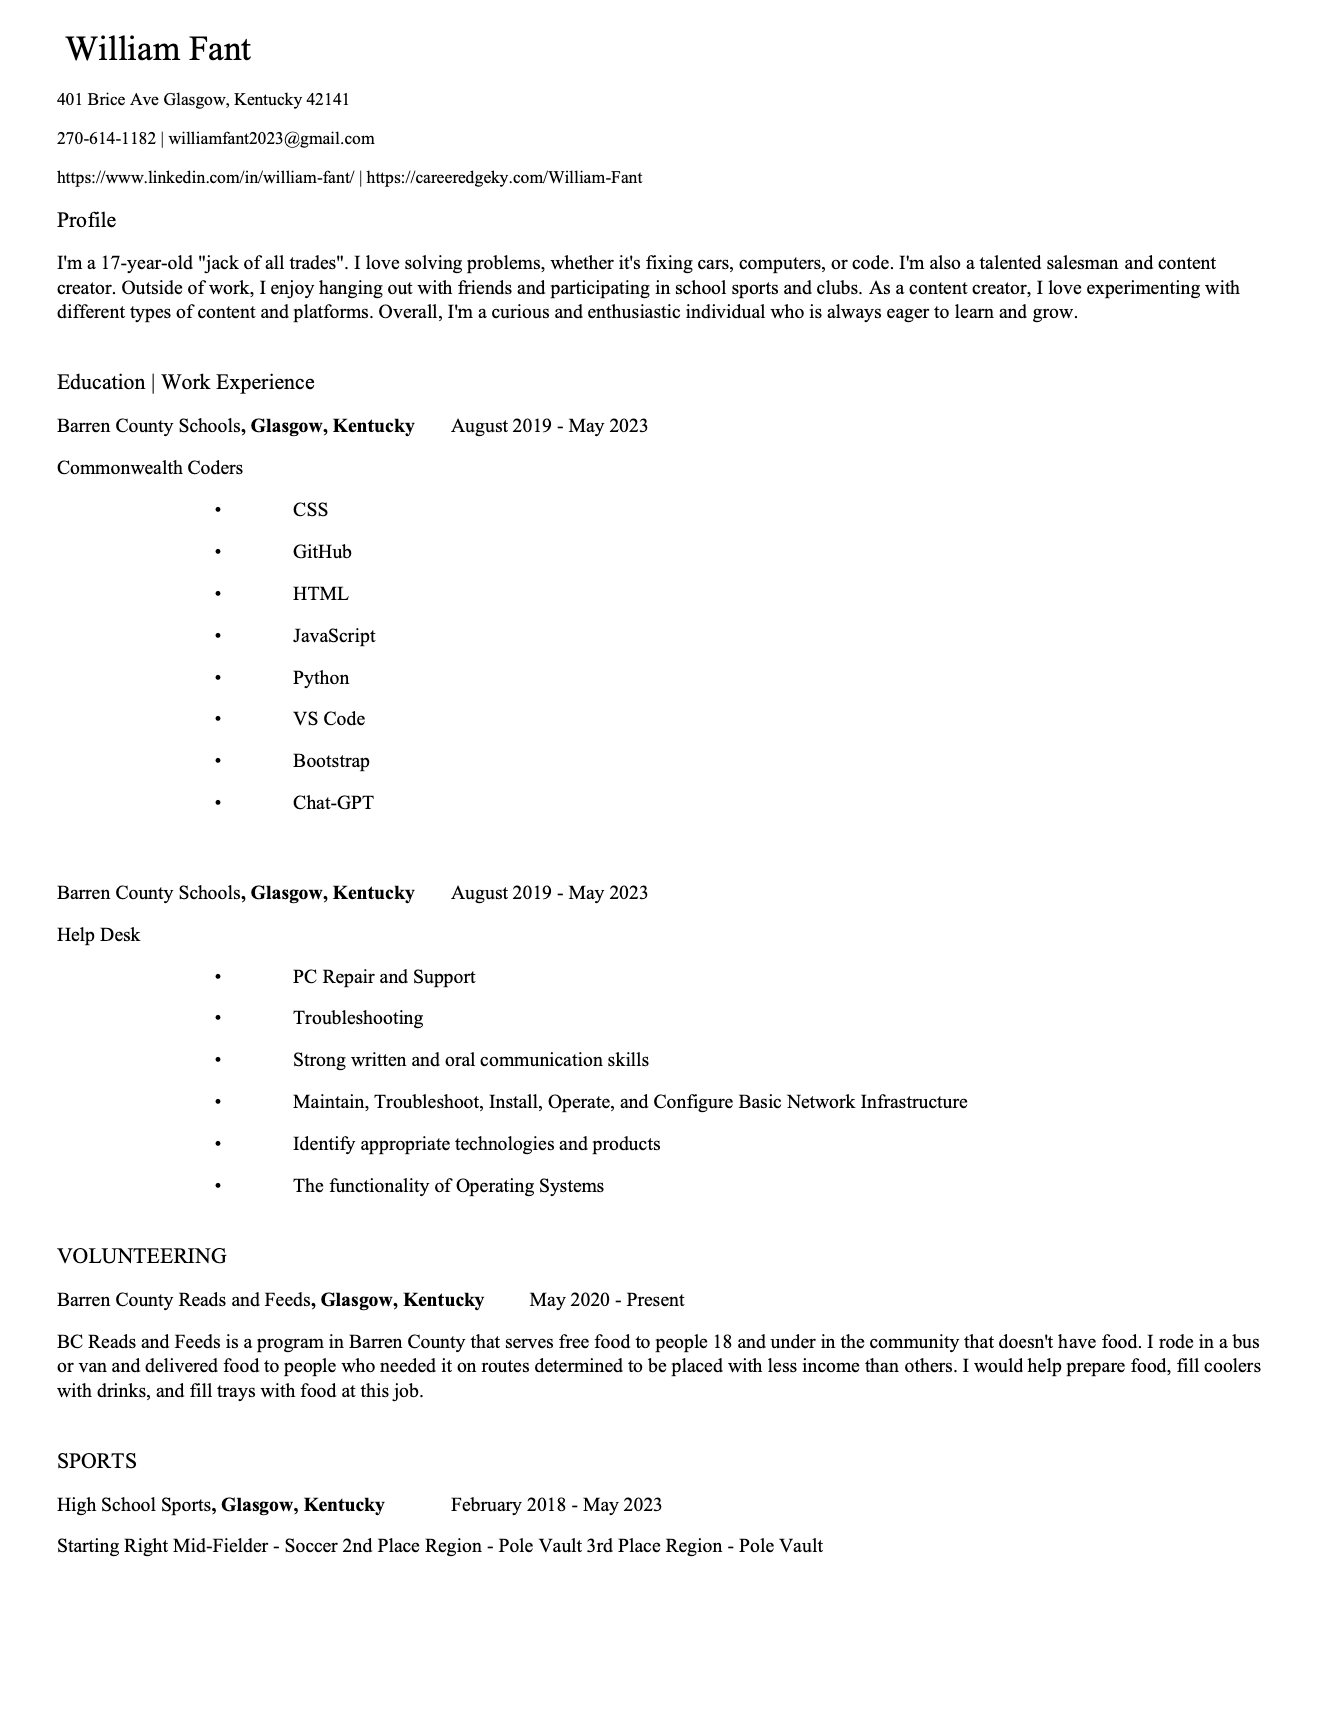 William Fant
401 Brice Ave Glasgow, Kentucky 42141
270-614-1182 | williamfant2023@gmail.com
https://www.linkedin.com/in/william-fant/ | https://careeredgeky.com/William-Fant
Profile
I'm a 17-year-old "jack of all trades". I love solving problems, whether it's fixing cars, computers, or code. I'm also a talented salesman and content
creator. Outside of work, I enjoy hanging out with friends and participating in school sports and clubs. As a content creator, I love experimenting with
different types of content and platforms. Overall, I'm a curious and enthusiastic individual who is always eager to learn and grow.
Education | Work Experience
Barren County Schools, Glasgow, Kentucky August 2019 - May 2023
Commonwealth Coders
• CSS
• GitHub
• HTML
• JavaScript
• Python
• VS Code
• Bootstrap
• Chat-GPT
Barren County Schools, Glasgow, Kentucky August 2019 - May 2023
Help Desk
• PC Repair and Support
• Troubleshooting
• Strong written and oral communication skills
• Maintain, Troubleshoot, Install, Operate, and Configure Basic Network Infrastructure
• Identify appropriate technologies and products
• The functionality of Operating Systems
VOLUNTEERING
Barren County Reads and Feeds, Glasgow, Kentucky May 2020 - Present
BC Reads and Feeds is a program in Barren County that serves free food to people 18 and under in the community that doesn't have food. I rode in a bus
or van and delivered food to people who needed it on routes determined to be placed with less income than others. I would help prepare food, fill coolers
with drinks, and fill trays with food at this job.
SPORTS
High School Sports, Glasgow, Kentucky February 2018 - May 2023
Starting Right Mid-Fielder - Soccer 2nd Place Region - Pole Vault 3rd Place Region - Pole Vault